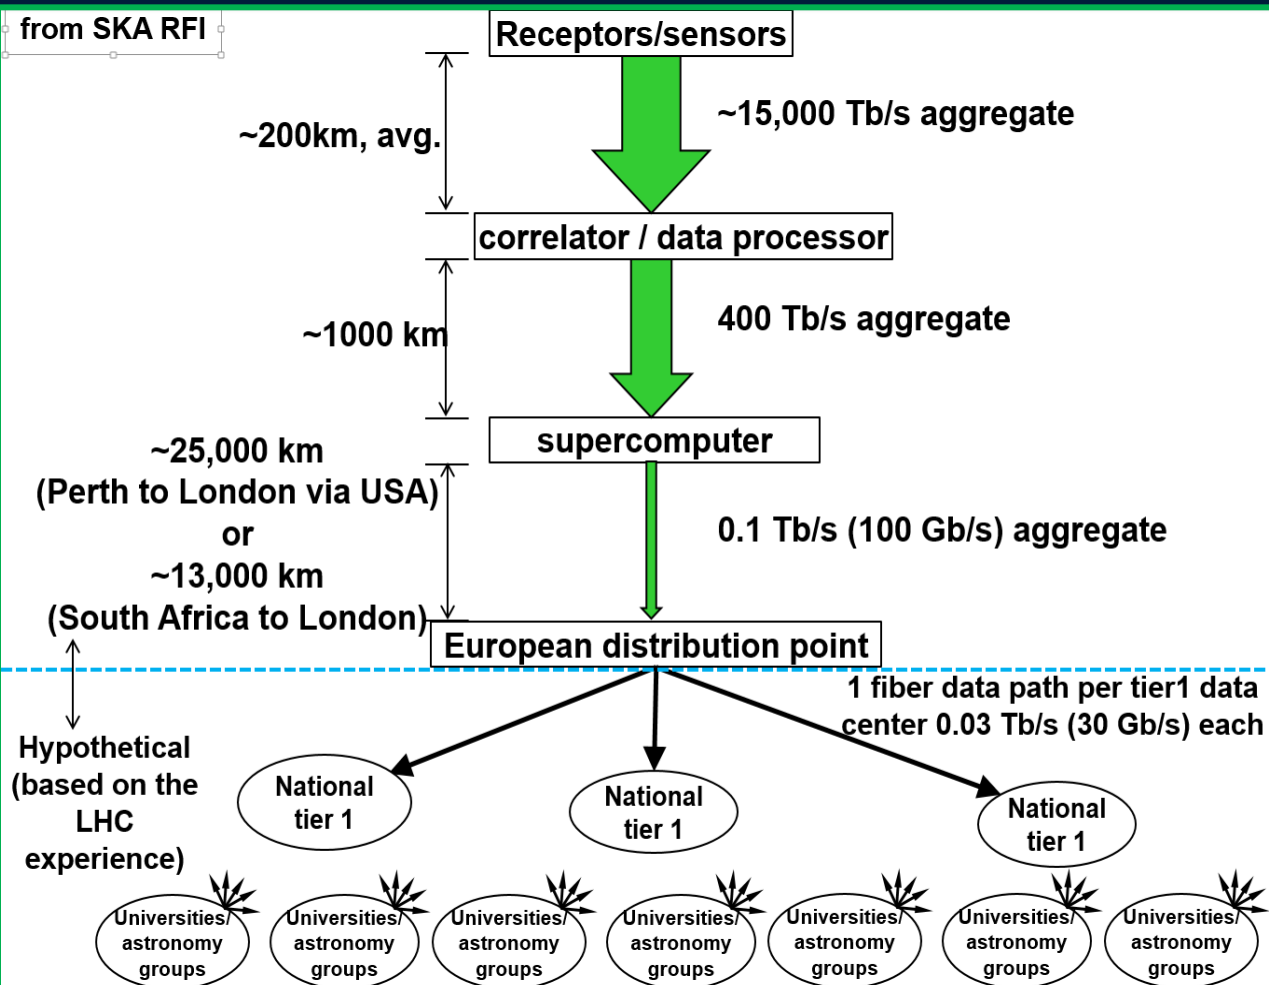 from SKA RFI
Receptors/sensors
~200km, avg.
~15,000 Tb/s aggregate
correlator / data processor
~1000 km
400 Tb/s aggregate
supercomputer
~25,000 km
(Perth to London via USA)
or
~13,000 km
(South Africa to London)
0.1 Tb/s (100 Gb/s) aggregate
European distribution point
1 fiber data path per tier1 data
center 0.03 Tb/s (30 Gb/s) each
Hypothetical
(based on the
LHC
experience)
National
tier 1
National
tier 1
National
tier 1
Universities/
astronomy
groups
Universities/
astronomy
groups
Universities/
astronomy
groups
Universities/
astronomy
groups
Universities/
astronomy
groups
Universities/
astronomy
groups
Universities/
astronomy
groups